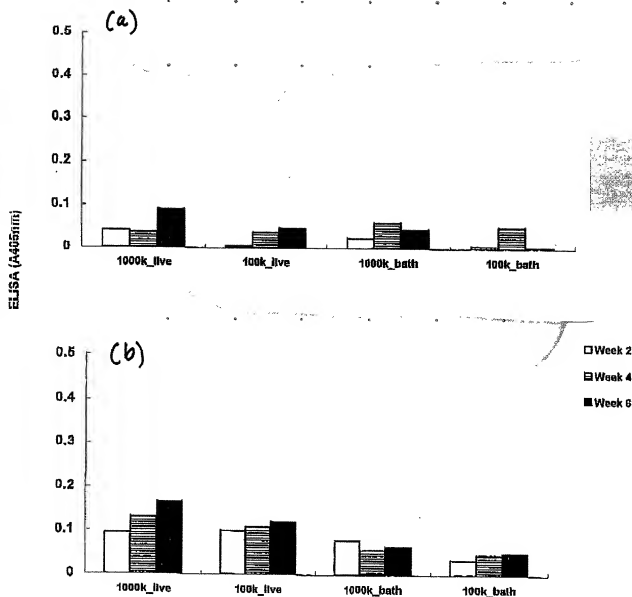 (a)
0.5
0.4
0.3
0.2
0.1
0
1000k_live
100k_live
1000k_bath
100k_bath
ELISA (A405nm)
(b)
0.5
0.4
0.3
0.2
0.1
0
1000k_live
100k_live
1000k_bath
100k_bath
Week 2
Week 4
Week 6